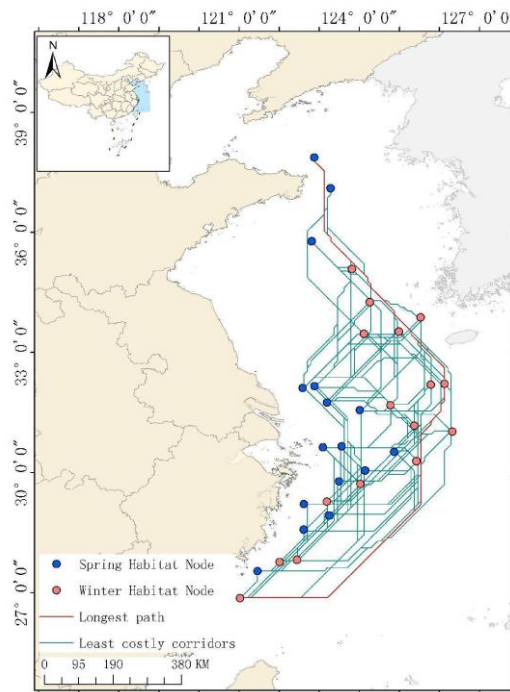 118° 0′0″
121° 0′0″
124° 0′0″
127° 0′0″
N
39° 0′0″
36° 0′0″
33° 0′0″
30° 0′0″
27° 0′0″
Spring Habitat Node
Winter Habitat Node
Longest path
Least costly corridors
0 95 190 380 KM